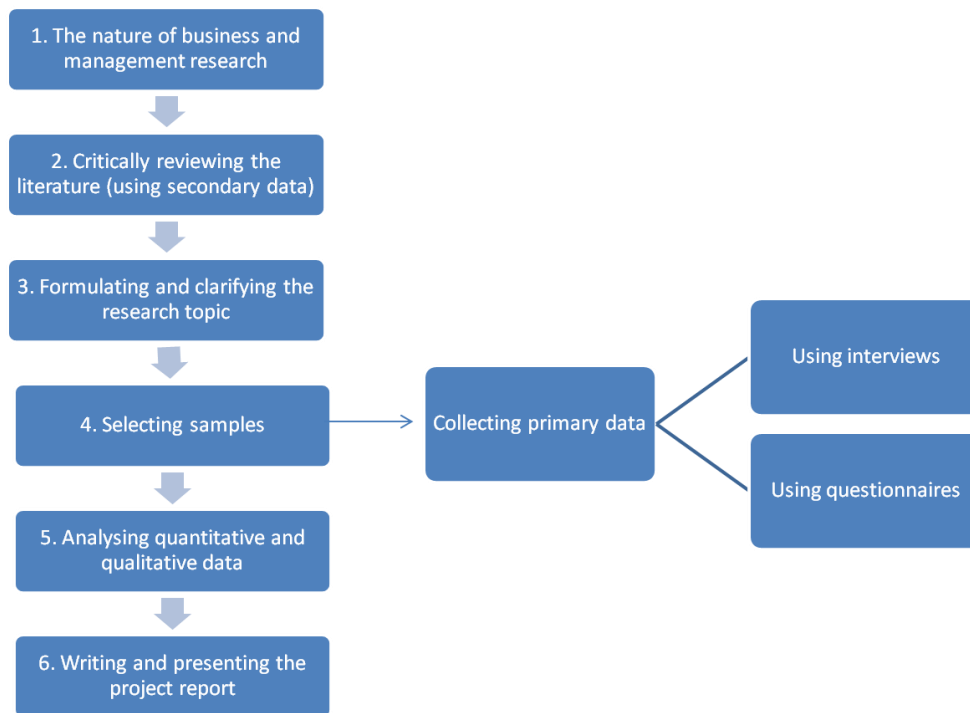 1. The nature of business and
management research
2. Critically reviewing the
literature (using secondary data)
3. Formulating and clarifying the
research topic
4. Selecting samples
Collecting primary data
Using interviews
Using questionnaires
5. Analysing quantitative and
qualitative data
6. Writing and presenting the
project report